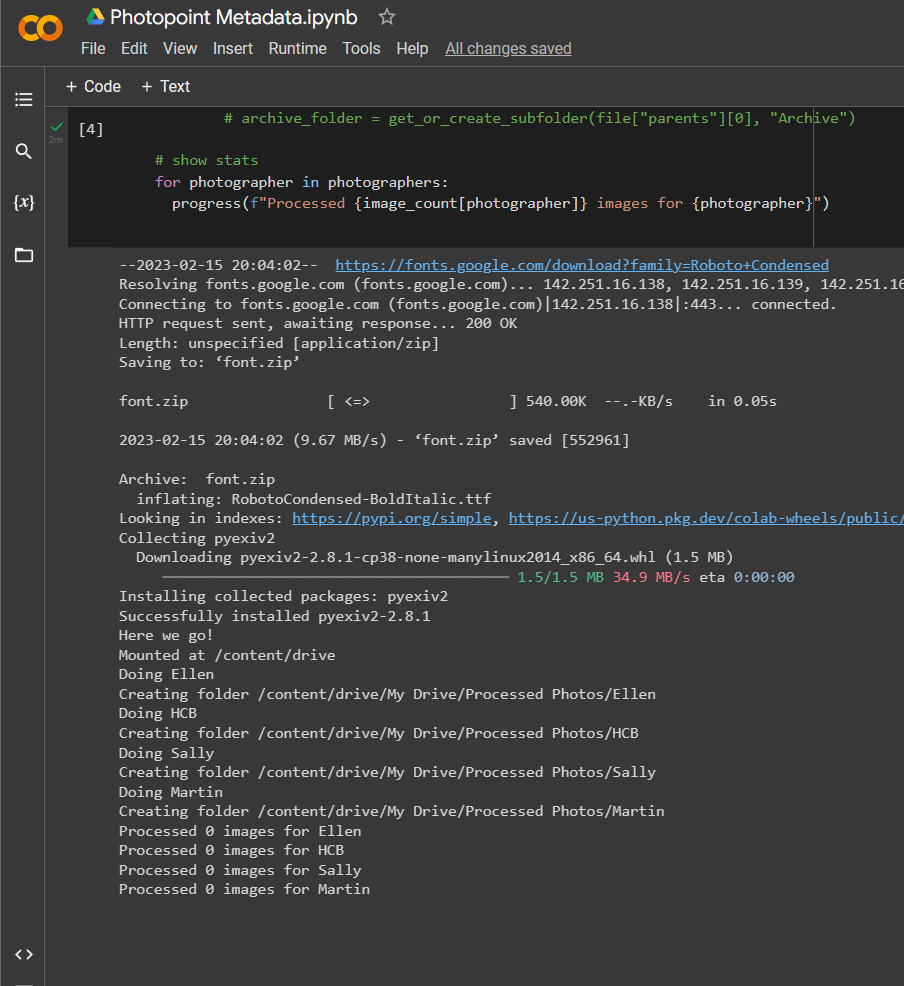 Photopoint Metadata.ipynb
File Edit View Insert Runtime Tools Help All changes saved
+ Code + Text
# archive_folder = get_or_create_subfolder(file["parents"][0], "Archive")
[4]
2m
# show stats
for photographer in photographers:
progress(f"Processed {image_count[photographer]} images for {photographer}")
{x}
--2023-02-15 20:04:02-- https://fonts.google.com/download?family=Roboto+Condensed
Resolving fonts.google.com (fonts.google.com)... 142.251.16.138, 142.251.16.139, 142.251.16
Connecting to fonts.google.com (fonts.google.com)|142.251.16.138|:443... connected.
HTTP request sent, awaiting response... 200 OK
Length: unspecified [application/zip]
Saving to: ‘font.zip’
font.zip [ <=> ] 540.00K --.-KB/s in 0.05s
2023-02-15 20:04:02 (9.67 MB/s) - ‘font.zip’ saved [552961]
Archive: font.zip
inflating: RobotoCondensed-BoldItalic.ttf
Looking in indexes: https://pypi.org/simple, https://us-python.pkg.dev/colab-wheels/public/
Collecting pyexiv2
Downloading pyexiv2-2.8.1-cp38-none-manylinux2014_x86_64.whl (1.5 MB)
1.5/1.5 MB 34.9 MB/s eta 0:00:00
Installing collected packages: pyexiv2
Successfully installed pyexiv2-2.8.1
Here we go!
Mounted at /content/drive
Doing Ellen
Creating folder /content/drive/My Drive/Processed Photos/Ellen
Doing HCB
Creating folder /content/drive/My Drive/Processed Photos/HCB
Doing Sally
Creating folder /content/drive/My Drive/Processed Photos/Sally
Doing Martin
Creating folder /content/drive/My Drive/Processed Photos/Martin
Processed 0 images for Ellen
Processed 0 images for HCB
Processed 0 images for Sally
Processed 0 images for Martin